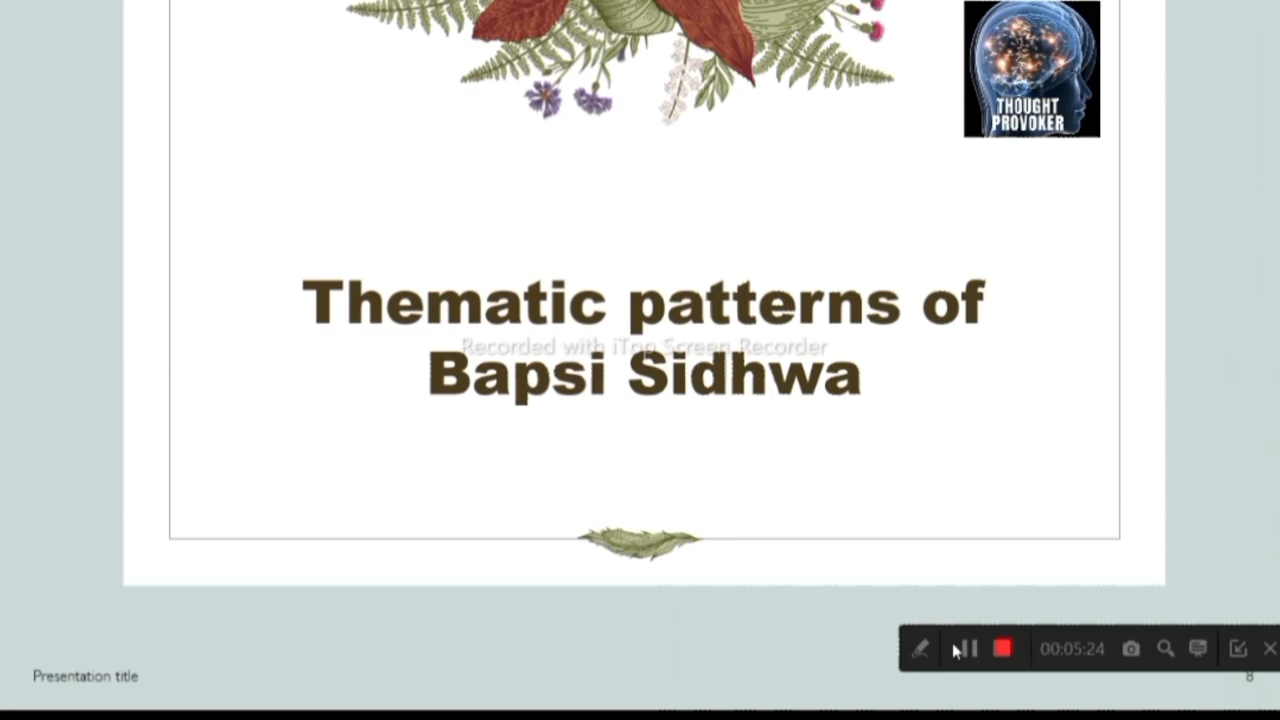 THOUGHT
PROVOKER
Thematic patterns of
Recorded with iTop Screen Recorder
Bapsi Sidhwa
00:05:24
Presentation title
8